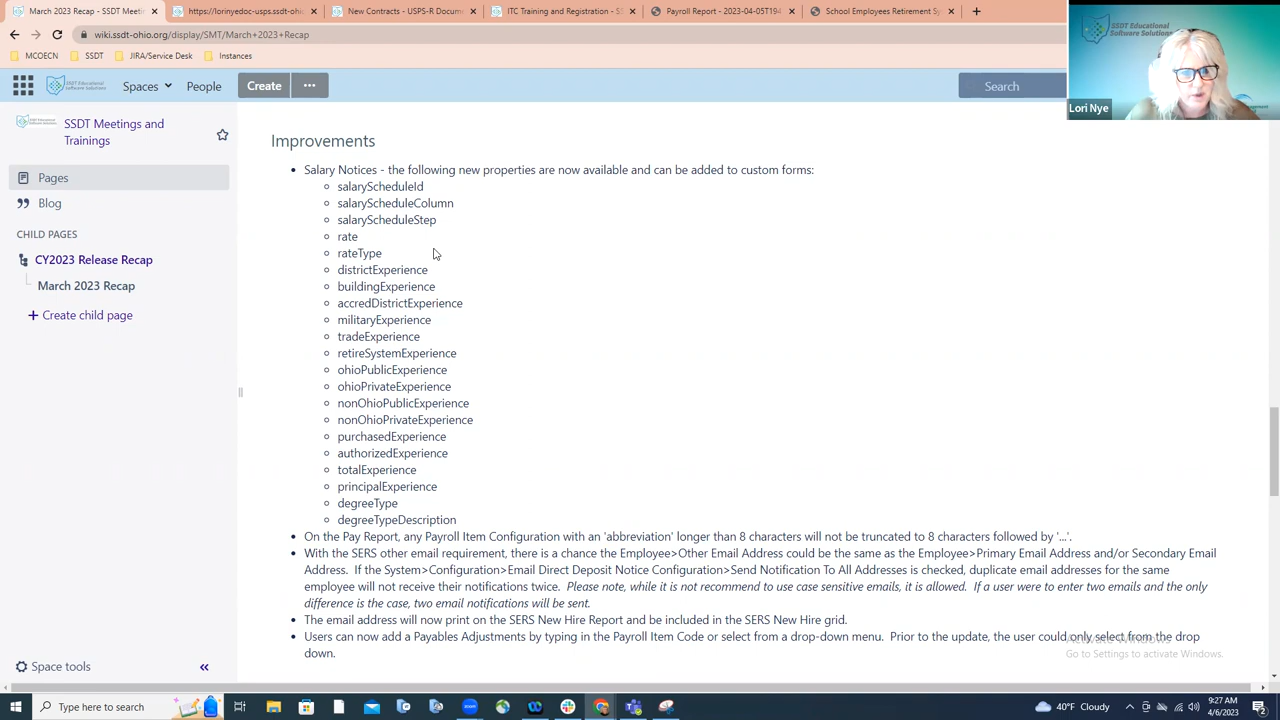 March 2023 Recap - SSDT Meeti
https://lorinyedoc-usps.ssdt-ohio
New Contracts - USPS-R Docume
ITC Training and Registration - SS
Payroll Report - 2023-04-05T194
School Employees Retirement Sy
wiki.ssdt-ohio.org/display/SMT/March+2023+Recap
MCOECN
SSDT
JIRA/Service Desk
Instances
SSDT Educational
Software Solutions
Lori Nye
Spaces
People
Create
Search
SSDT Meetings and
Trainings
Pages
Blog
CHILD PAGES
CY2023 Release Recap
March 2023 Recap
+ Create child page
Space tools
Improvements
• Salary Notices - the following new properties are now available and can be added to custom forms:
salaryScheduleId
salaryScheduleColumn
salaryScheduleStep
rate
rateType
districtExperience
buildingExperience
accredDistrictExperience
militaryExperience
tradeExperience
retireSystemExperience
ohioPublicExperience
ohioPrivateExperience
nonOhioPublicExperience
nonOhioPrivateExperience
purchasedExperience
authorizedExperience
totalExperience
principalExperience
degreeType
degreeTypeDescription
• On the Pay Report, any Payroll Item Configuration with an 'abbreviation' longer than 8 characters will not be truncated to 8 characters followed by '...'.
• With the SERS other email requirement, there is a chance the Employee>Other Email Address could be the same as the Employee>Primary Email Address and/or Secondary Email
Address. If the System>Configuration>Email Direct Deposit Notice Configuration>Send Notification To All Addresses is checked, duplicate email addresses for the same
employee will not receive their notifications twice. Please note, while it is not recommended to use case sensitive emails, it is allowed. If a user were to enter two emails and the only
difference is the case, two email notifications will be sent.
• The email address will now print on the SERS New Hire Report and be included in the SERS New Hire grid.
• Users can now add a Payables Adjustments by typing in the Payroll Item Code or select from a drop-down menu. Prior to the update, the user could only select from the drop
down.
Activate Windows
Go to Settings to activate Windows.
Type here to search
40°F Cloudy
9:27 AM
4/6/2023